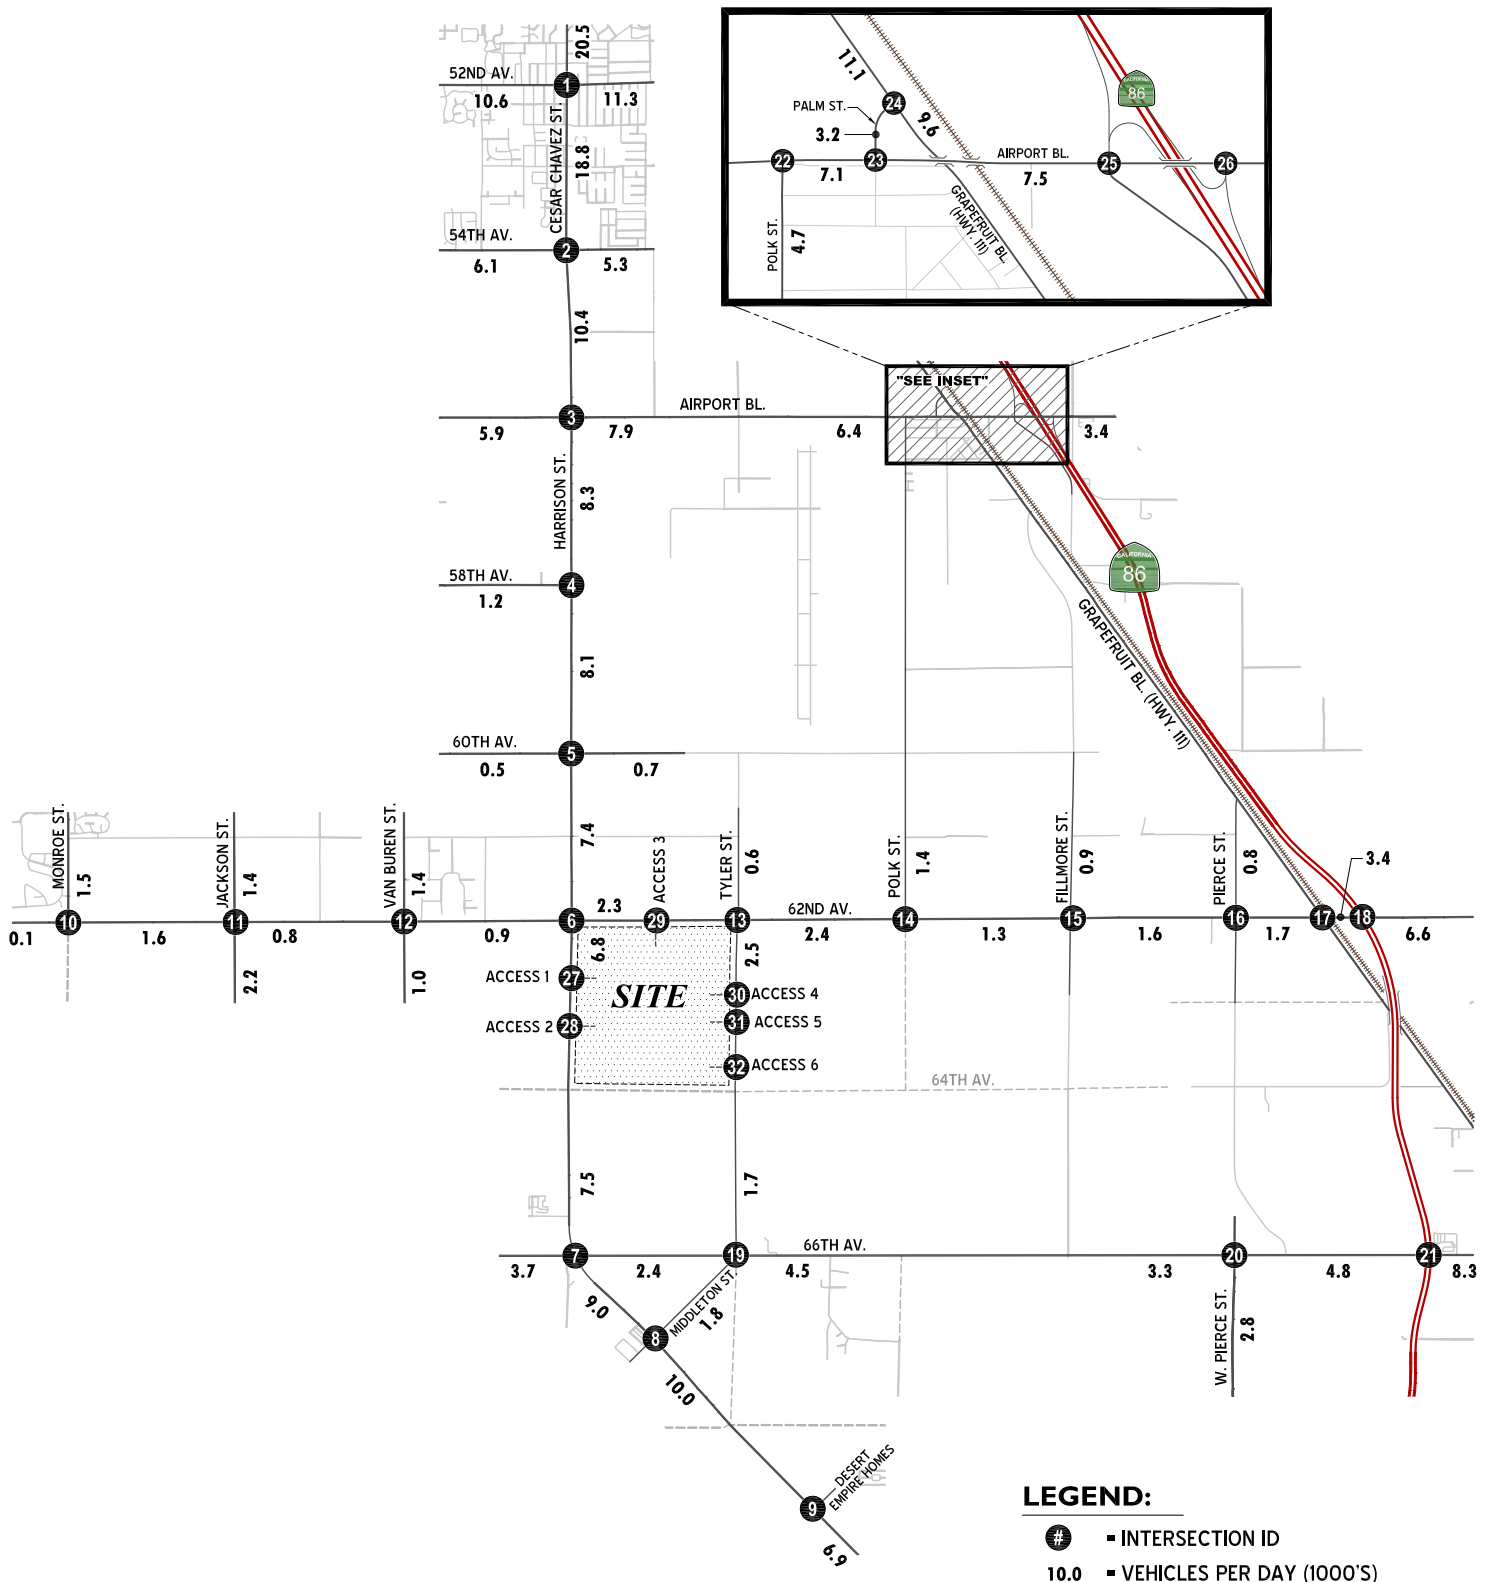 20.5
52ND AV.
1
10.6
11.3
CESAR CHAVEZ ST.
18.8
54TH AV.
2
6.1
5.3
10.4
11.1
24
PALM ST.
9.6
3.2
CALIFORNIA
86
22
23
AIRPORT BL.
25
26
7.1
7.5
POLK ST.
4.7
GRAPEFRUIT BL.
(HWY. 111)
"SEE INSET"
AIRPORT BL.
3
5.9
7.9
6.4
3.4
HARRISON ST.
8.3
58TH AV.
4
1.2
CALIFORNIA
86
GRAPEFRUIT BL. (HWY. 111)
8.1
60TH AV.
5
0.5
0.7
MONROE ST.
1.5
JACKSON ST.
1.4
VAN BUREN ST.
1.4
7.4
ACCESS 3
TYLER ST.
0.6
POLK ST.
1.4
FILLMORE ST.
0.9
PIERCE ST.
0.8
3.4
10
11
12
6
2.3
29
13
62ND AV.
14
15
16
17
18
0.1
1.6
0.8
0.9
2.4
1.3
1.6
1.7
6.6
2.2
1.0
6.8
2.5
ACCESS 1
27
SITE
30
ACCESS 4
ACCESS 2
28
31
ACCESS 5
32
ACCESS 6
64TH AV.
7.5
1.7
7
19
66TH AV.
20
21
3.7
2.4
4.5
3.3
4.8
8.3
9.0
MIDDLETON ST.
1.8
8
W. PIERCE ST.
2.8
10.0
DESERT
EMPIRE HOMES
9
6.9
LEGEND:
# = INTERSECTION ID
10.0 = VEHICLES PER DAY (1000'S)